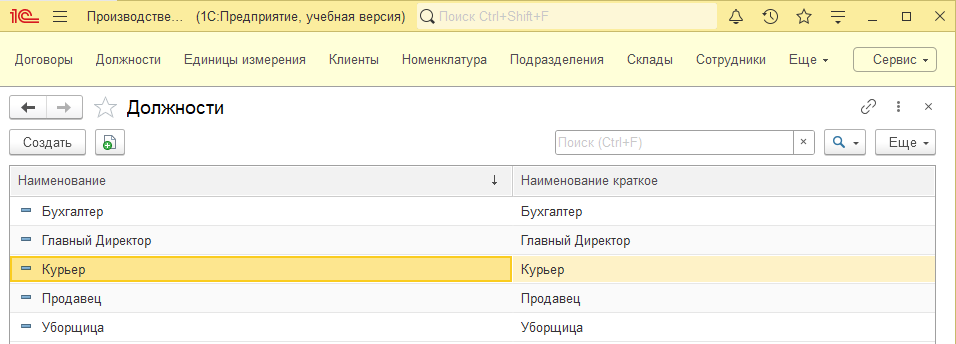 1С Производстве... (1С:Предприятие, учебная версия) Поиск Ctrl+Shift+F
Договоры Должности Единицы измерения Клиенты Номенклатура Подразделения Склады Сотрудники Еще Сервис
Должности
Создать Поиск (Ctrl+F) × Еще
Наименование ↓ Наименование краткое
Бухгалтер Бухгалтер
Главный Директор Главный Директор
Курьер Курьер
Продавец Продавец
Уборщица Уборщица